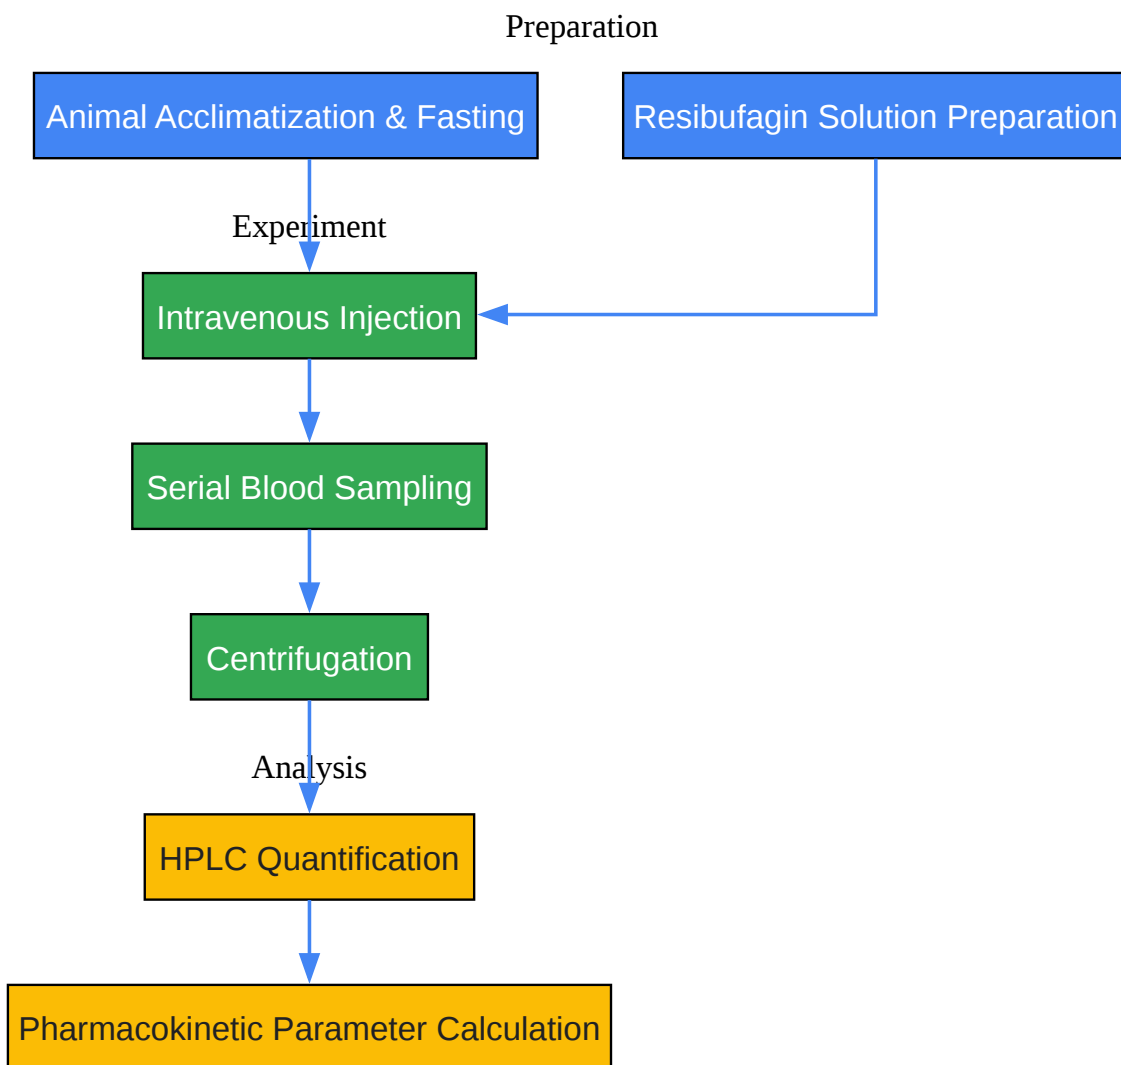 Preparation
Animal Acclimatization & Fasting
Resibufagin Solution Preparation
Experiment
Intravenous Injection
Serial Blood Sampling
Centrifugation
Analysis
HPLC Quantification
Pharmacokinetic Parameter Calculation